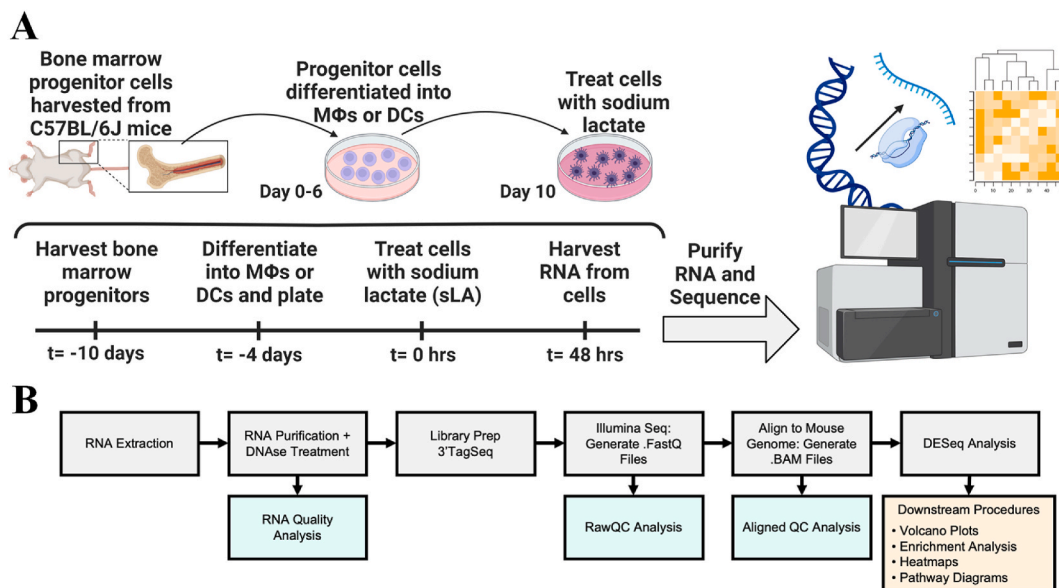 A
Bone marrow
progenitor cells
harvested from
C57BL/6J mice
Progenitor cells
differentiated into
MΦs or DCs
Day 0-6
Treat cells
with sodium
lactate
Day 10
0 10 20 30 40
Harvest bone
marrow
progenitors
t= -10 days
Differentiate
into MΦs or
DCs and plate
t= -4 days
Treat cells
with sodium
lactate (sLA)
t= 0 hrs
Harvest
RNA from
cells
t= 48 hrs
Purify
RNA and
Sequence
B
RNA Extraction
RNA Purification +
DNAse Treatment
Library Prep
3'TagSeq
Illumina Seq:
Generate .FastQ
Files
Align to Mouse
Genome: Generate
.BAM Files
DESeq Analysis
RNA Quality
Analysis
RawQC Analysis
Aligned QC Analysis
Downstream Procedures
• Volcano Plots
• Enrichment Analysis
• Heatmaps
• Pathway Diagrams